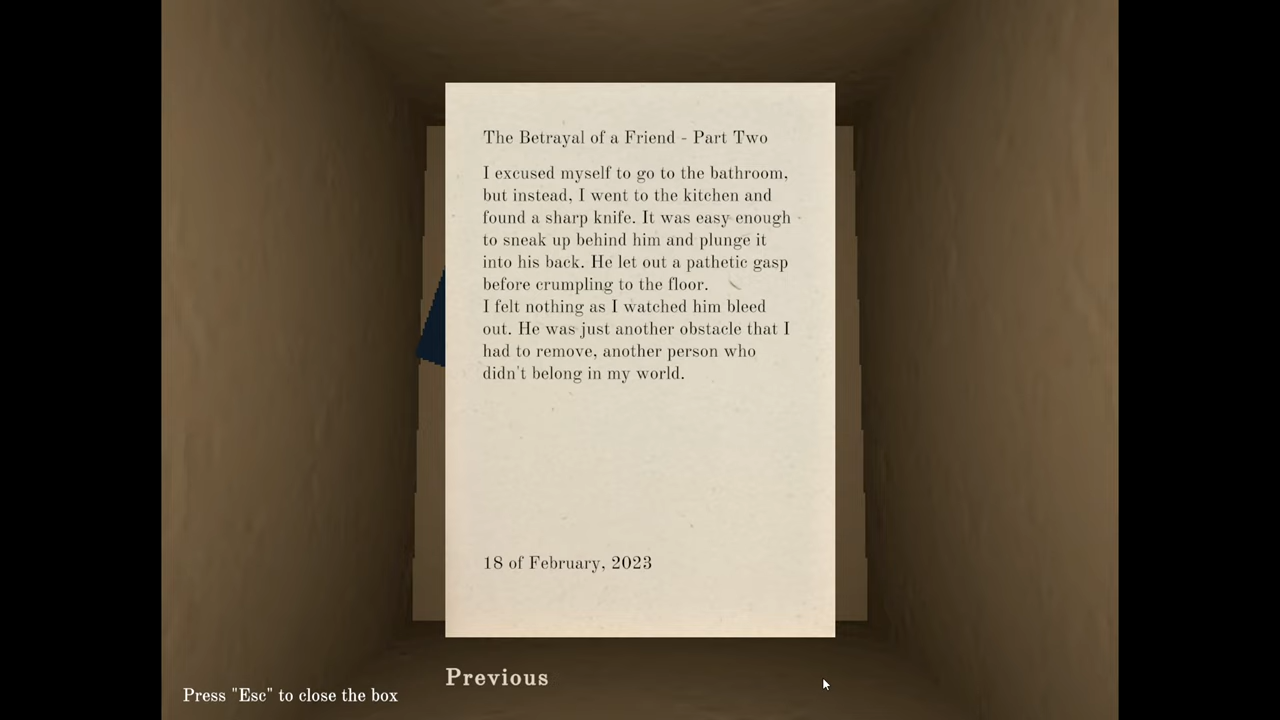 The Betrayal of a Friend - Part Two
I excused myself to go to the bathroom,
but instead, I went to the kitchen and
found a sharp knife. It was easy enough
to sneak up behind him and plunge it
into his back. He let out a pathetic gasp
before crumpling to the floor.
I felt nothing as I watched him bleed
out. He was just another obstacle that I
had to remove, another person who
didn't belong in my world.
18 of February, 2023
Previous
Press "Esc" to close the box